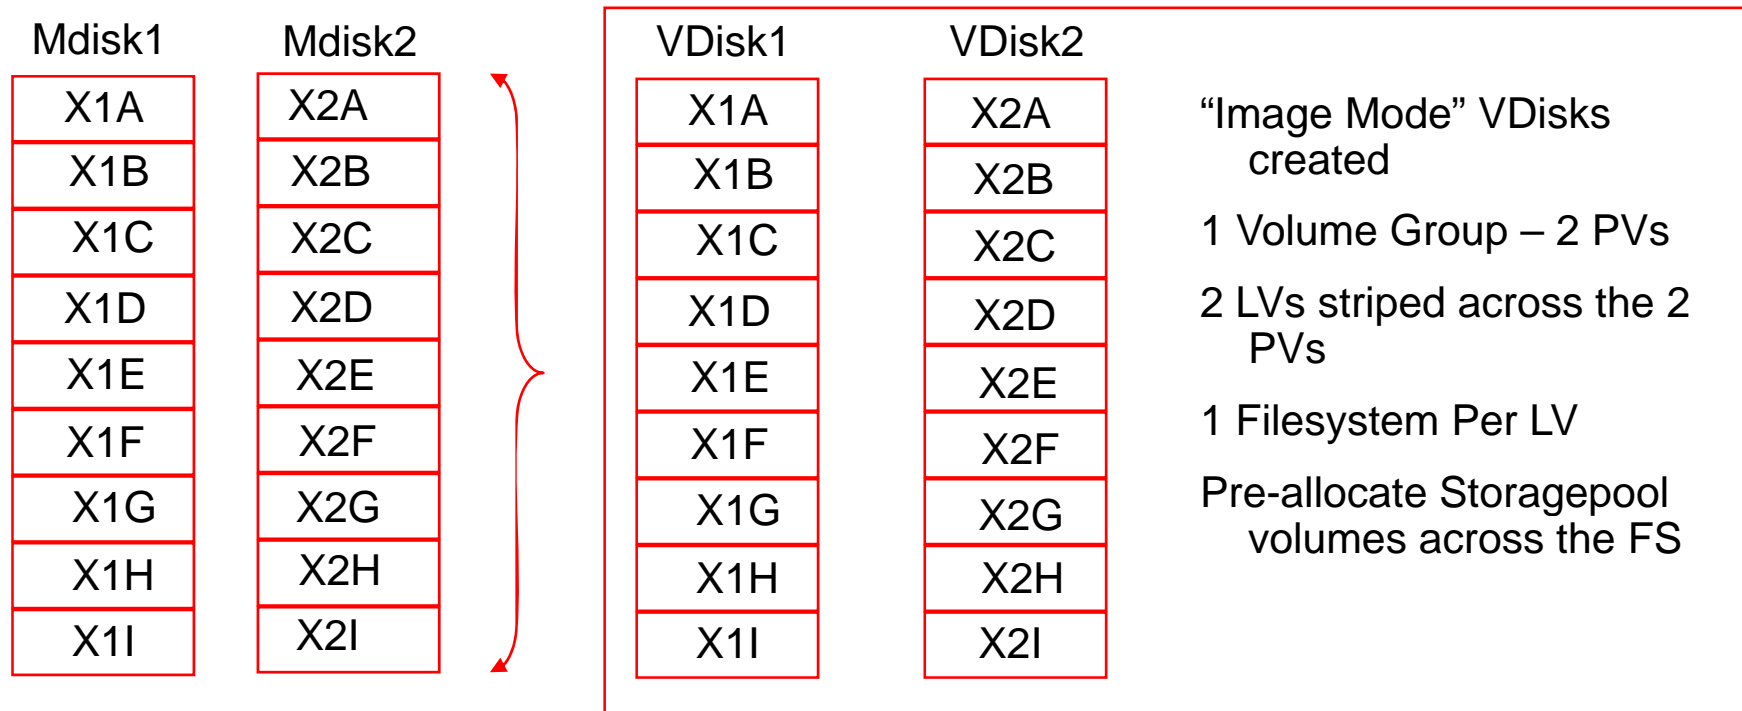 Mdisk1
X1A
X1B
X1C
X1D
X1E
X1F
X1G
X1H
X1I
Mdisk2
X2A
X2B
X2C
X2D
X2E
X2F
X2G
X2H
X2I
VDisk1
X1A
X1B
X1C
X1D
X1E
X1F
X1G
X1H
X1I
VDisk2
X2A
X2B
X2C
X2D
X2E
X2F
X2G
X2H
X2I
“Image Mode” VDisks
created
1 Volume Group – 2 PVs
2 LVs striped across the 2
PVs
1 Filesystem Per LV
Pre-allocate Storagepool
volumes across the FS